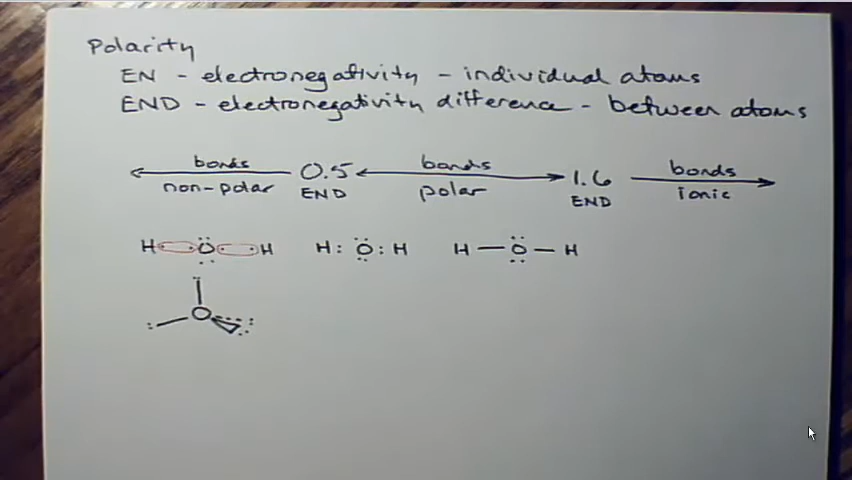 Polarity
EN - electronegativity - individual atoms
END - electronegativity difference - between atoms
bonds 0.5 bonds 1.6 bonds
non-polar END polar END ionic
H O H H : O : H H — O — H
O